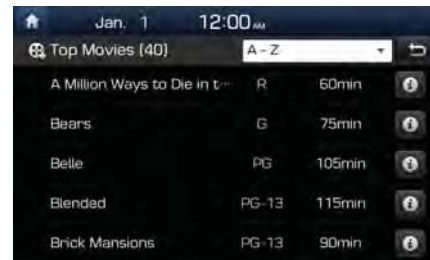 Jan. 1 12:00 AM
Top Movies (40) A - Z
A Million Ways to Die in t... R 60min
Bears G 75min
Belle PG 105min
Blended PG-13 115min
Brick Mansions PG-13 90min